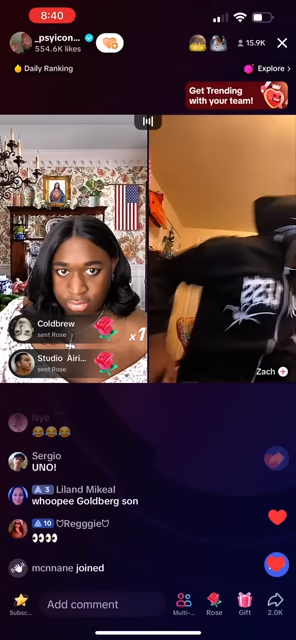 8:40
_psyicon...
554.6K likes
15.9K
Daily Ranking
Explore >
Get Trending
with your team!
Coldbrew
sent Rose
x1
Studio Airi...
sent Rose
Zach
Nye
😂😂😂
Sergio
UNO!
3 Liland Mikeal
whoopee Goldberg son
10 ᗢRegggieᗢ
👀👀
mcnnane joined
Subsc...
Add comment
Multi-...
Rose
Gift
2.0K